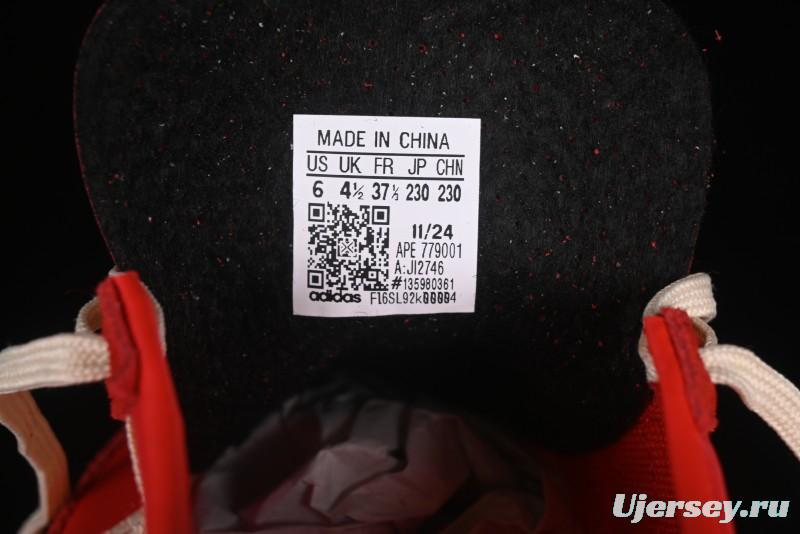 MADE IN CHINA
US UK FR JP CHN
6 4½ 37⅓ 230 230
11/24
APE 779001
A:JI2746
#135980361
adidas F16SL92k00004
Ujersey.ru